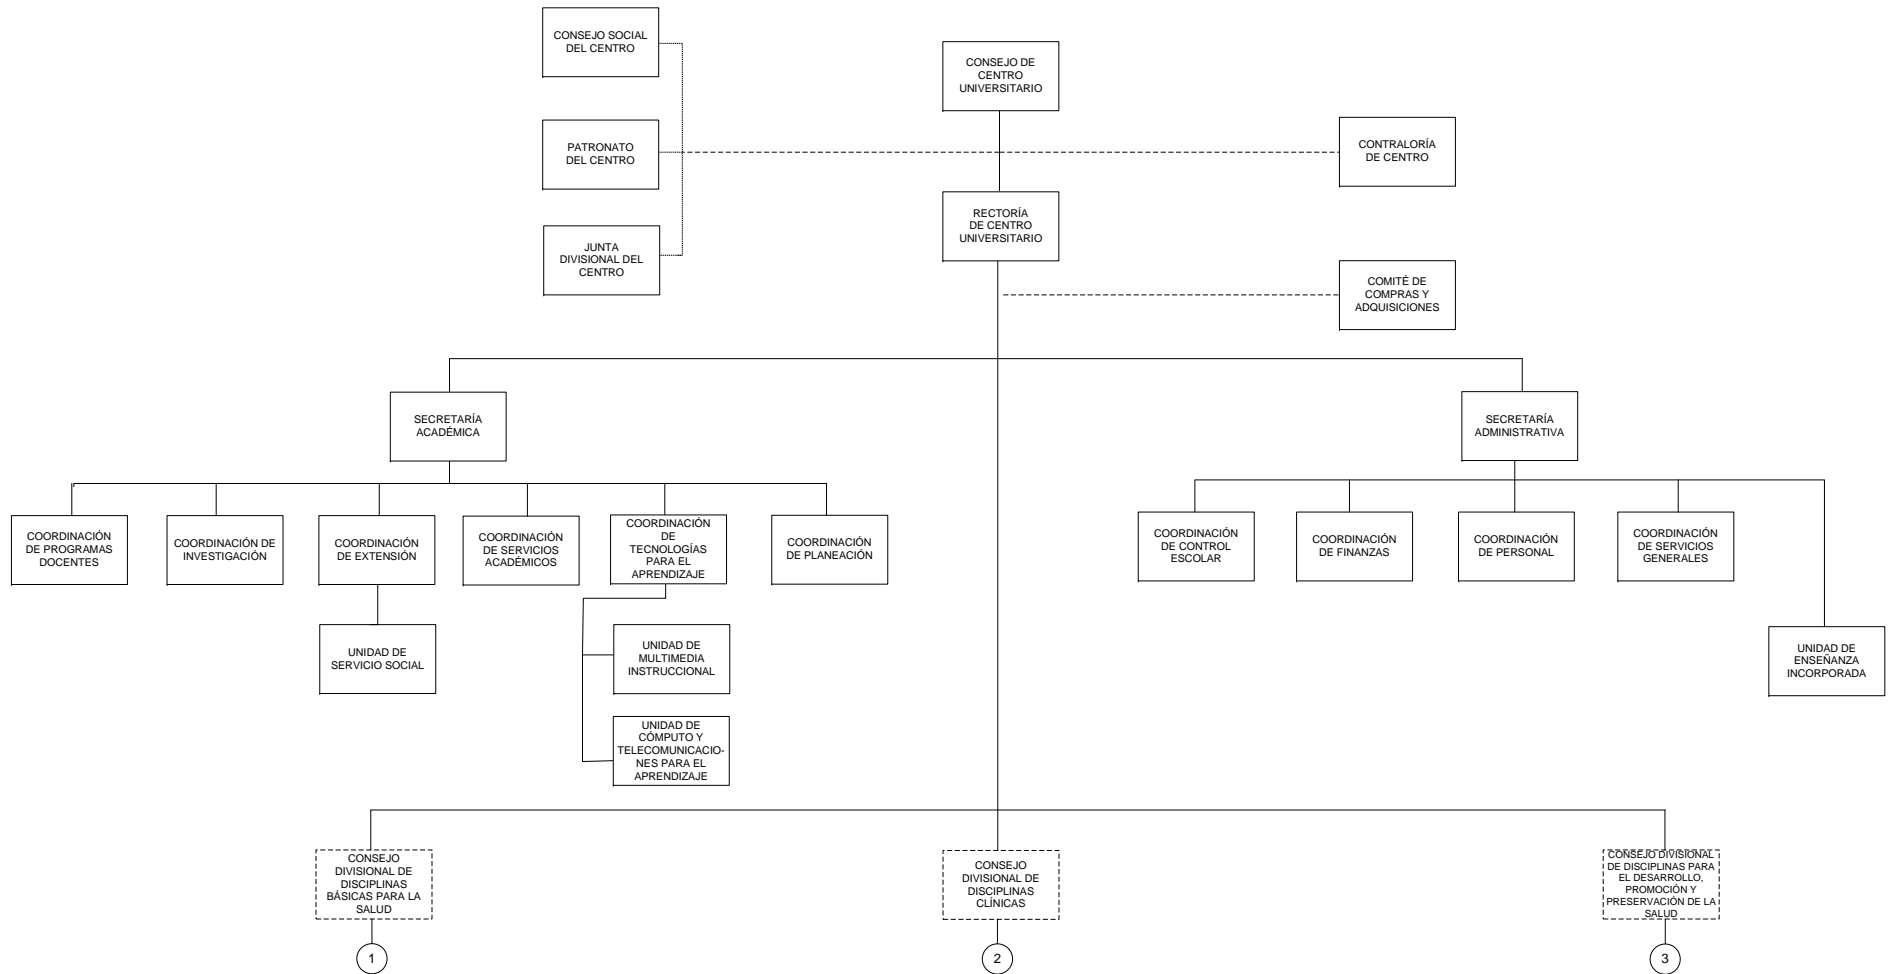 CONSEJO SOCIAL
DEL CENTRO
CONSEJO DE
CENTRO
UNIVERSITARIO
PATRONATO
DEL CENTRO
CONTRALORÍA
DE CENTRO
RECTORÍA
DE CENTRO
UNIVERSITARIO
JUNTA
DIVISIONAL DEL
CENTRO
COMITÉ DE
COMPRAS Y
ADQUISICIONES
SECRETARÍA
ACADÉMICA
SECRETARÍA
ADMINISTRATIVA
COORDINACIÓN
DE PROGRAMAS
DOCENTES
COORDINACIÓN DE
INVESTIGACIÓN
COORDINACIÓN
DE EXTENSIÓN
COORDINACIÓN
DE SERVICIOS
ACADÉMICOS
COORDINACIÓN
DE
TECNOLOGÍAS
PARA EL
APRENDIZAJE
COORDINACIÓN
DE PLANEACIÓN
COORDINACIÓN
DE CONTROL
ESCOLAR
COORDINACIÓN
DE FINANZAS
COORDINACIÓN
DE PERSONAL
COORDINACIÓN
DE SERVICIOS
GENERALES
UNIDAD DE
SERVICIO SOCIAL
UNIDAD DE
MULTIMEDIA
INSTRUCCIONAL
UNIDAD DE
ENSEÑANZA
INCORPORADA
UNIDAD DE
CÓMPUTO Y
TELECOMUNICACIO-
NES PARA EL
APRENDIZAJE
CONSEJO
DIVISIONAL DE
DISCIPLINAS
BÁSICAS PARA LA
SALUD
CONSEJO
DIVISIONAL DE
DISCIPLINAS
CLÍNICAS
CONSEJO DIVISIONAL
DE DISCIPLINAS PARA
EL DESARROLLO,
PROMOCIÓN Y
PRESERVACIÓN DE LA
SALUD
1
2
3